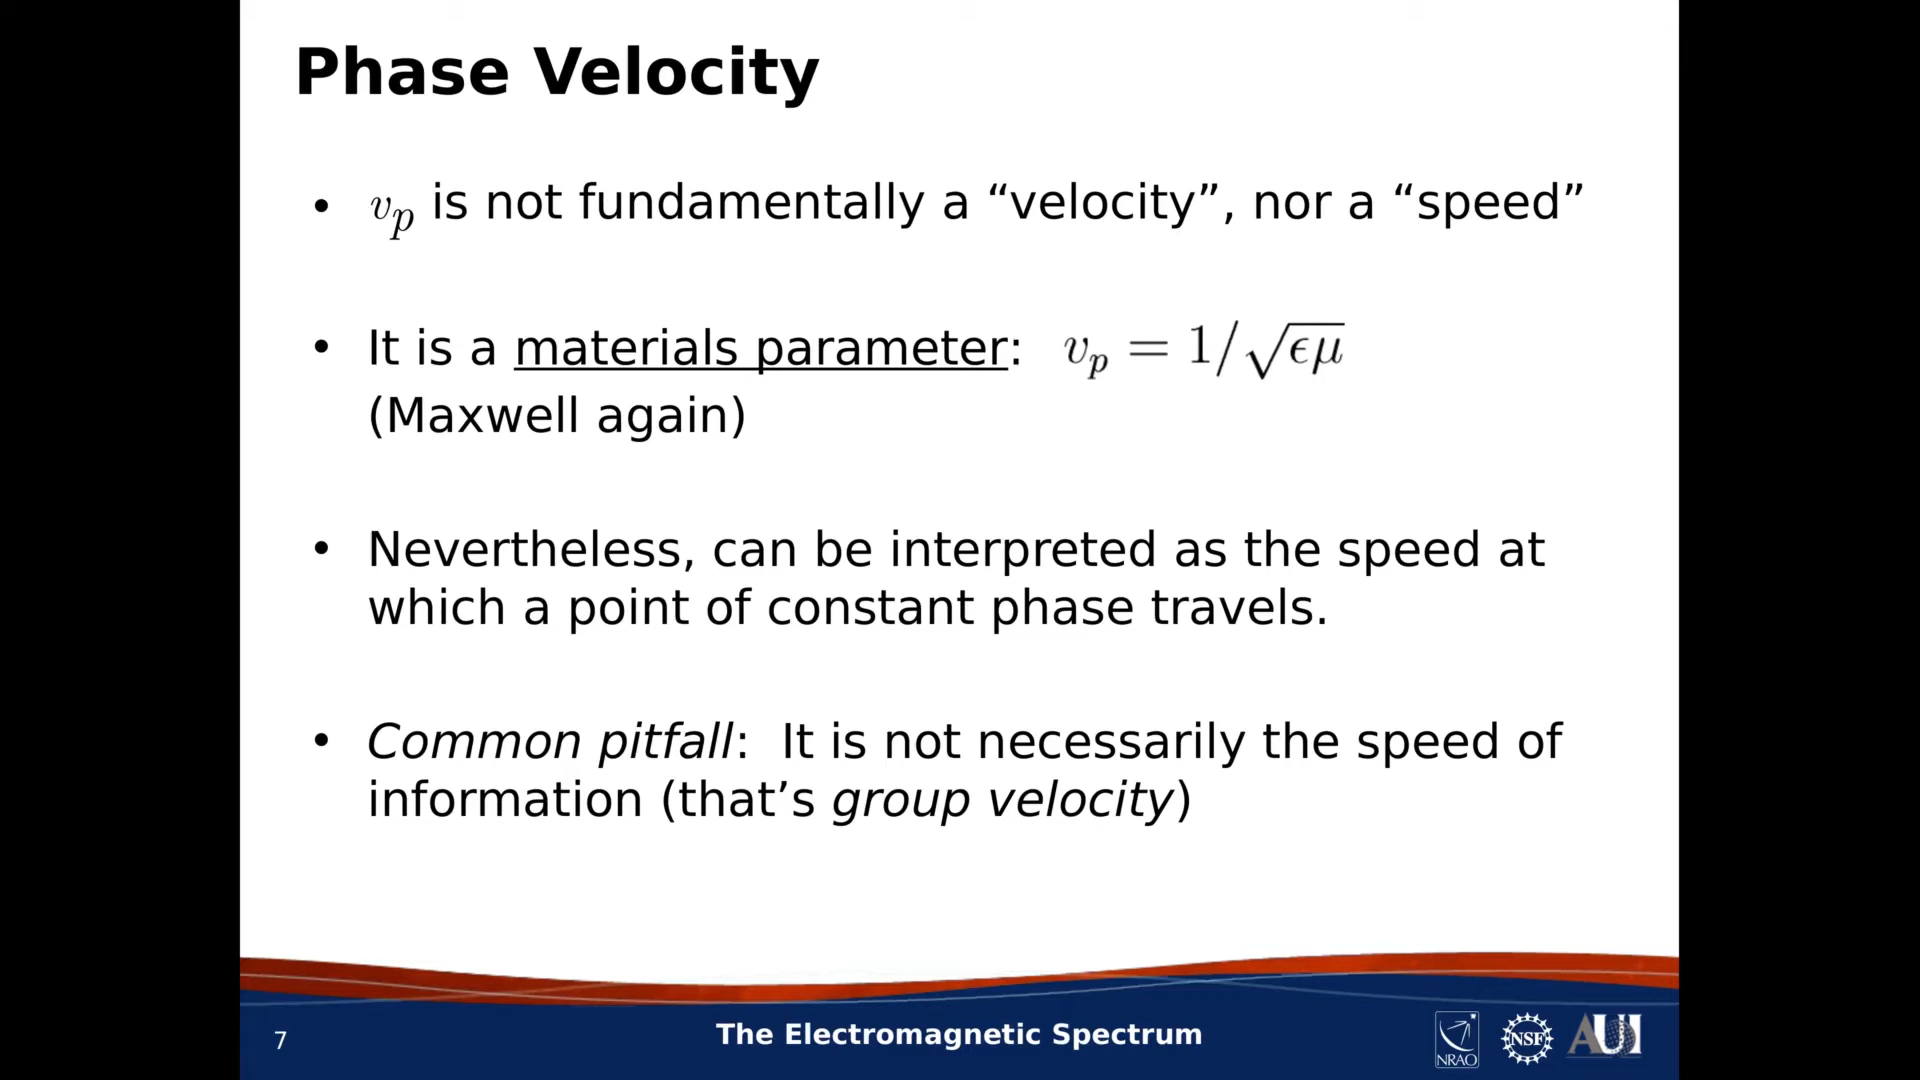 Phase Velocity
• v_p is not fundamentally a “velocity”, nor a “speed”
• It is a materials parameter: v_p = 1/√ϵμ
(Maxwell again)
• Nevertheless, can be interpreted as the speed at
which a point of constant phase travels.
• Common pitfall: It is not necessarily the speed of
information (that’s group velocity)
7
The Electromagnetic Spectrum
NRAO
NSF
AUI